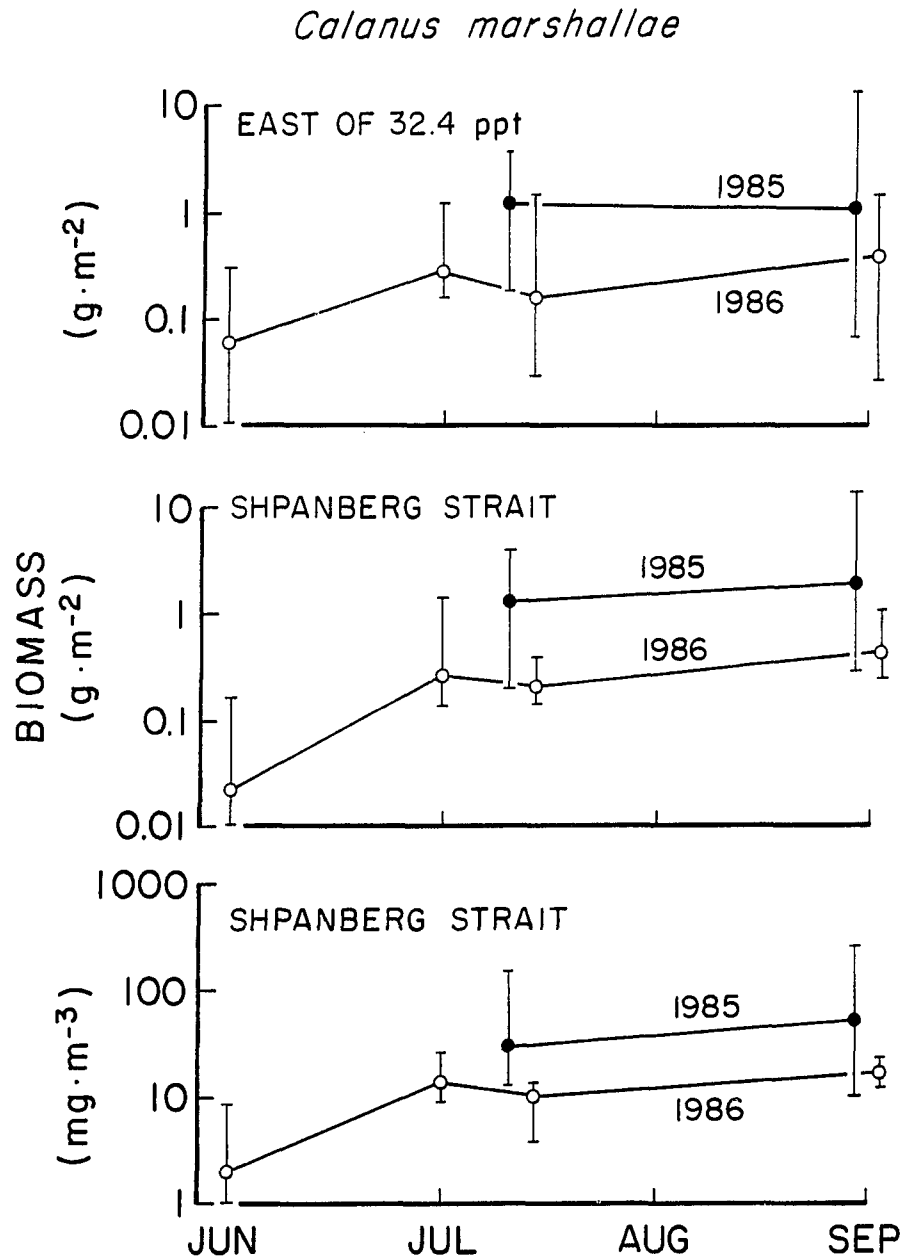 Calanus marshallae
EAST OF 32.4 ppt
10
1
0.1
0.01
(g·m⁻²)
1985
1986
SHPANBERG STRAIT
10
1
0.1
0.01
BIOMASS
(g·m⁻²)
1985
1986
SHPANBERG STRAIT
1000
100
10
1
(mg·m⁻³)
1985
1986
JUN JUL AUG SEP